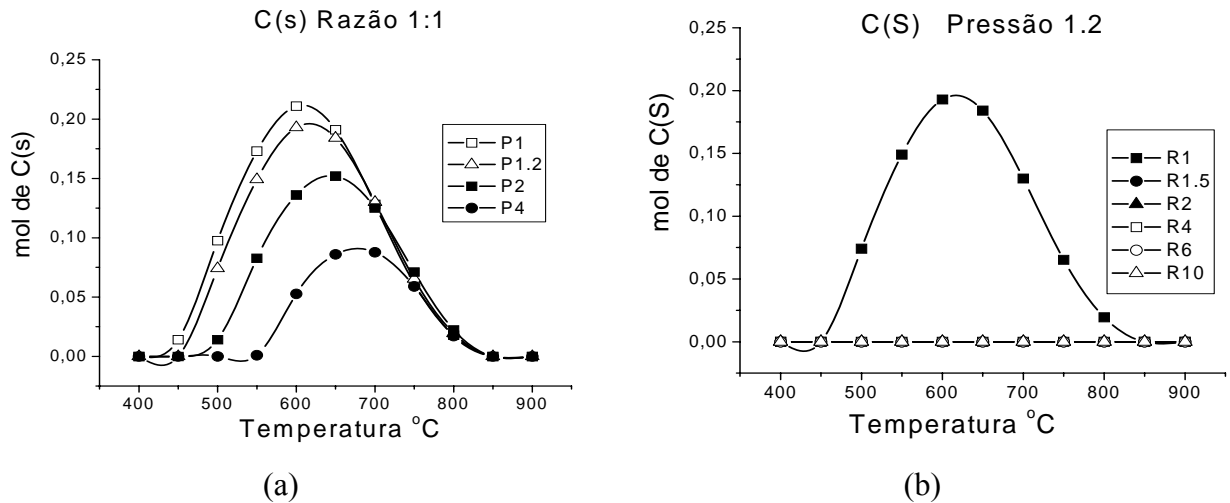 C(s) Razão 1:1
0,25
0,20
0,15
0,10
0,05
0,00
mol de C(s)
400 500 600 700 800 900
Temperatura °C
P1
P1.2
P2
P4
(a)
C(S) Pressão 1.2
0,25
0,20
0,15
0,10
0,05
0,00
mol de C(S)
400 500 600 700 800 900
Temperatura °C
R1
R1.5
R2
R4
R6
R10
(b)